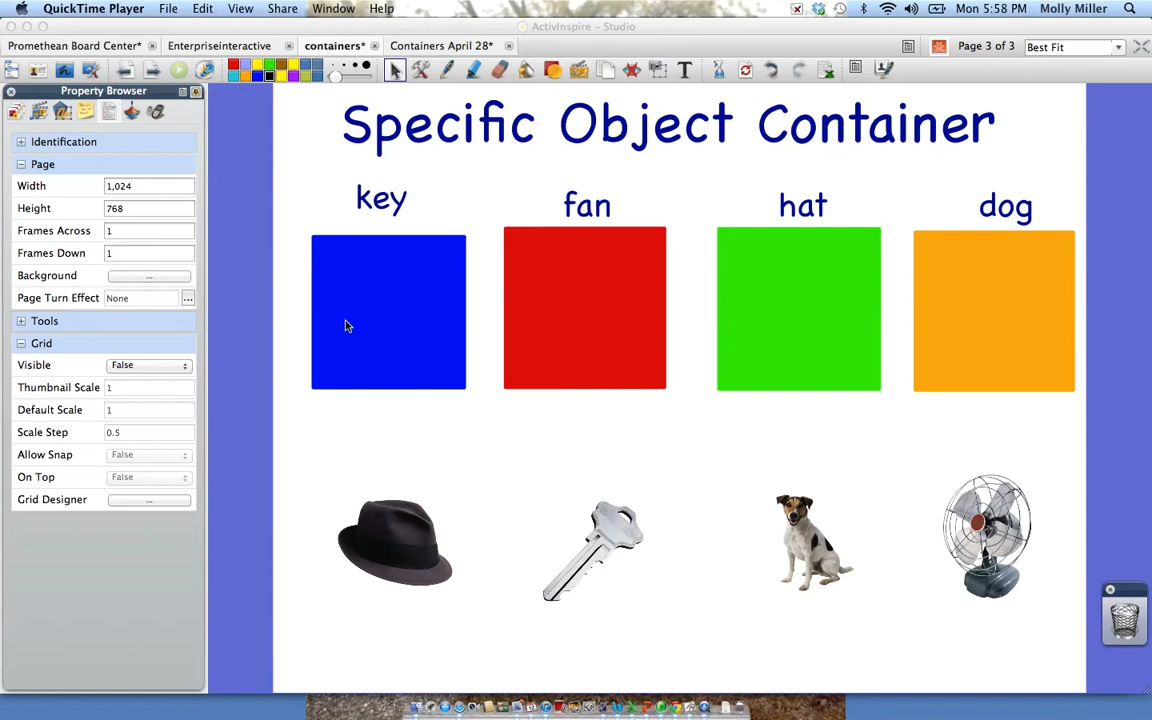 QuickTime Player File Edit View Share Window Help Mon 5:58 PM Molly Miller
ActivInspire - Studio
Promethean Board Center* Enterpriseinteractive containers* Containers April 28* Page 3 of 3 Best Fit
Property Browser
Identification
Page
Width 1,024
Height 768
Frames Across 1
Frames Down 1
Background ...
Page Turn Effect None ...
Tools
Grid
Visible False
Thumbnail Scale 1
Default Scale 1
Scale Step 0.5
Allow Snap False
On Top False
Grid Designer ...
Specific Object Container
key fan hat dog